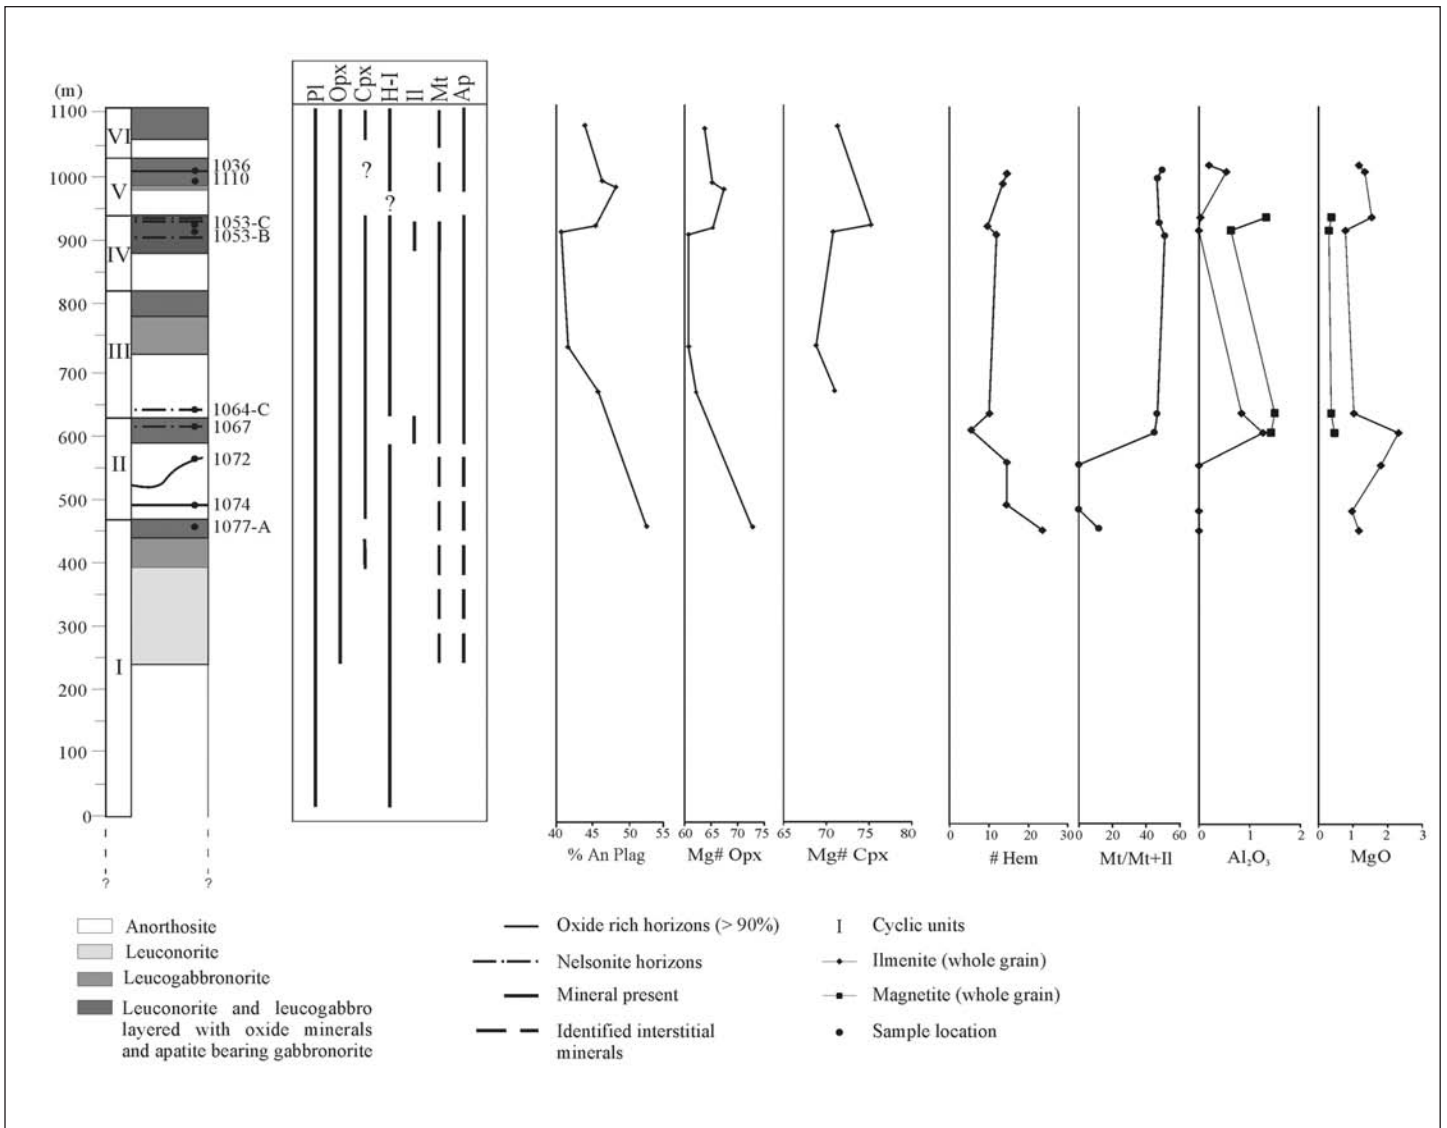 (m)
1100
1000
900
800
700
600
500
400
300
200
100
0
?
?
VI
V
IV
III
II
I
1036
1110
1053-C
1053-B
1064-C
1067
1072
1074
1077-A
Pl
Opx
Cpx
H-I
Il
Mt
Ap
?
?
40 45 50 55
% An Plag
60 65 70 75
Mg# Opx
65 70 75 80
Mg# Cpx
0 10 20 30
# Hem
0 20 40 60
Mt/Mt+Il
0 1 2
Al₂O₃
0 1 2 3
MgO
Anorthosite
Leuconorite
Leucogabbronorite
Leuconorite and leucogabbro
layered with oxide minerals
and apatite bearing gabbronorite
Oxide rich horizons (> 90%)
Nelsonite horizons
Mineral present
Identified interstitial
minerals
I Cyclic units
Ilmenite (whole grain)
Magnetite (whole grain)
Sample location